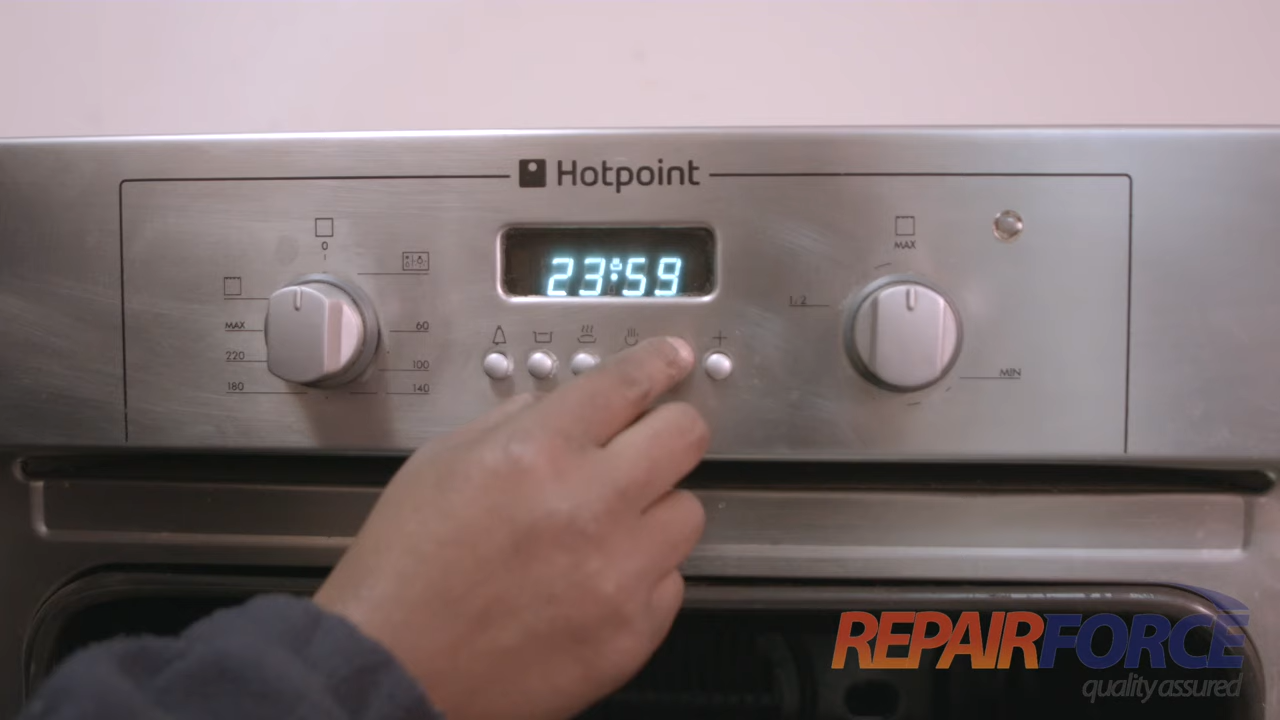 Hotpoint
23:59
0
MAX
MAX
220
180
60
100
140
1/2
MIN
+
REPAIRFORCE
quality assured